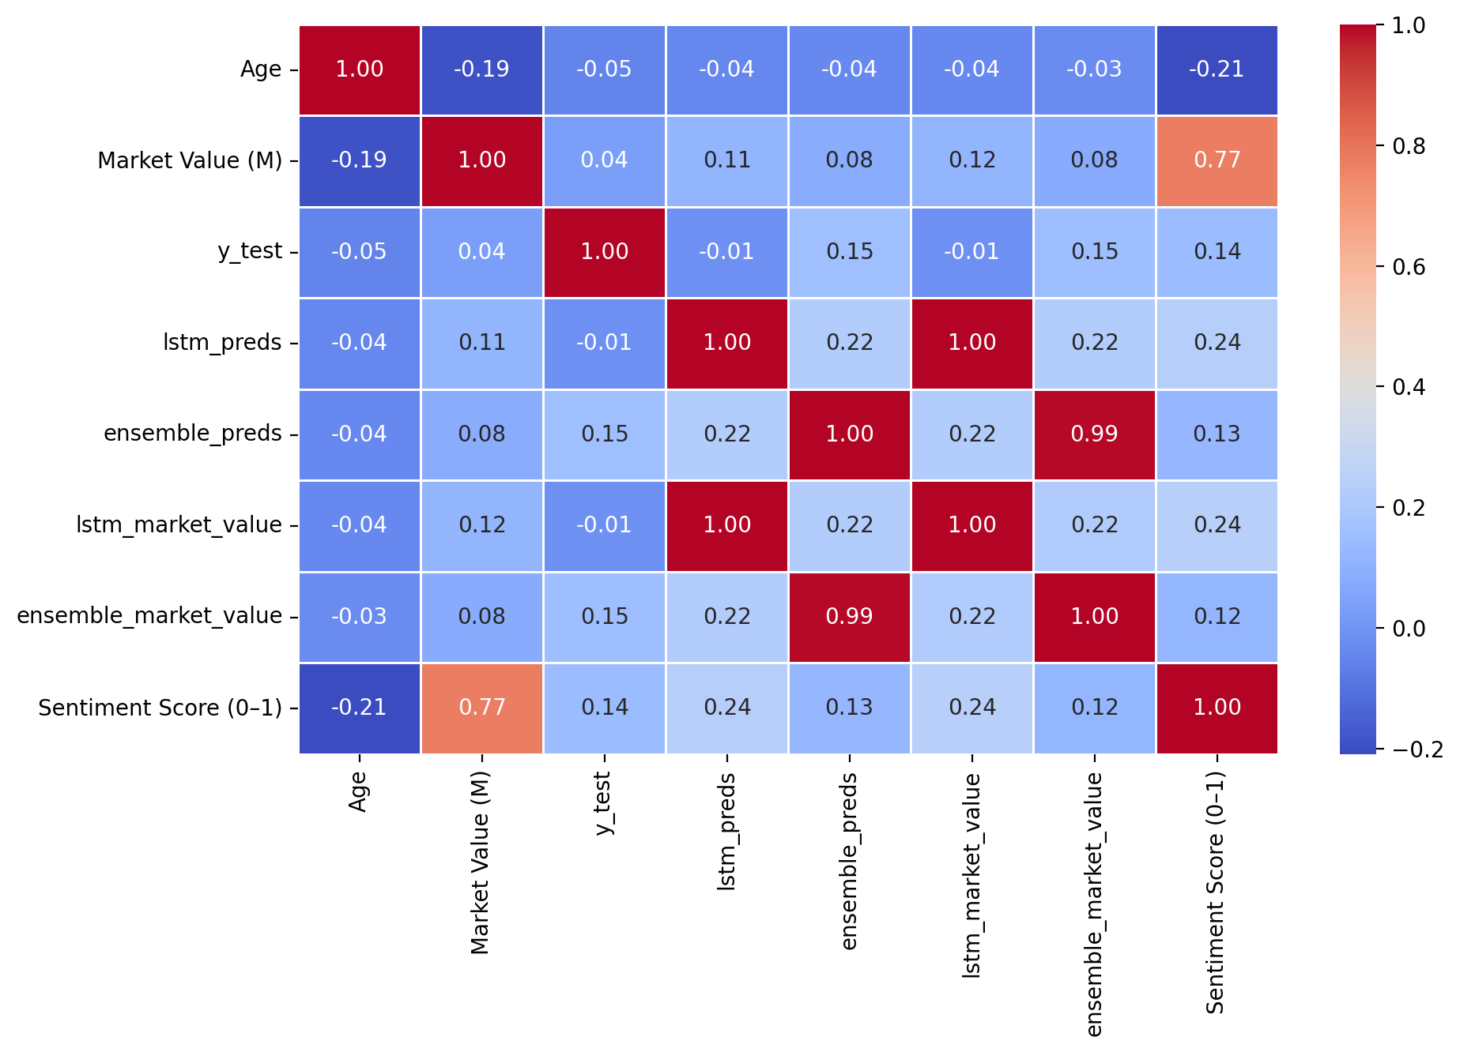 Age 1.00 -0.19 -0.05 -0.04 -0.04 -0.04 -0.03 -0.21
Market Value (M) -0.19 1.00 0.04 0.11 0.08 0.12 0.08 0.77
y_test -0.05 0.04 1.00 -0.01 0.15 -0.01 0.15 0.14
lstm_preds -0.04 0.11 -0.01 1.00 0.22 1.00 0.22 0.24
ensemble_preds -0.04 0.08 0.15 0.22 1.00 0.22 0.99 0.13
lstm_market_value -0.04 0.12 -0.01 1.00 0.22 1.00 0.22 0.24
ensemble_market_value -0.03 0.08 0.15 0.22 0.99 0.22 1.00 0.12
Sentiment Score (0–1) -0.21 0.77 0.14 0.24 0.13 0.24 0.12 1.00
Age
Market Value (M)
y_test
lstm_preds
ensemble_preds
lstm_market_value
ensemble_market_value
Sentiment Score (0–1)
1.0
0.8
0.6
0.4
0.2
0.0
−0.2